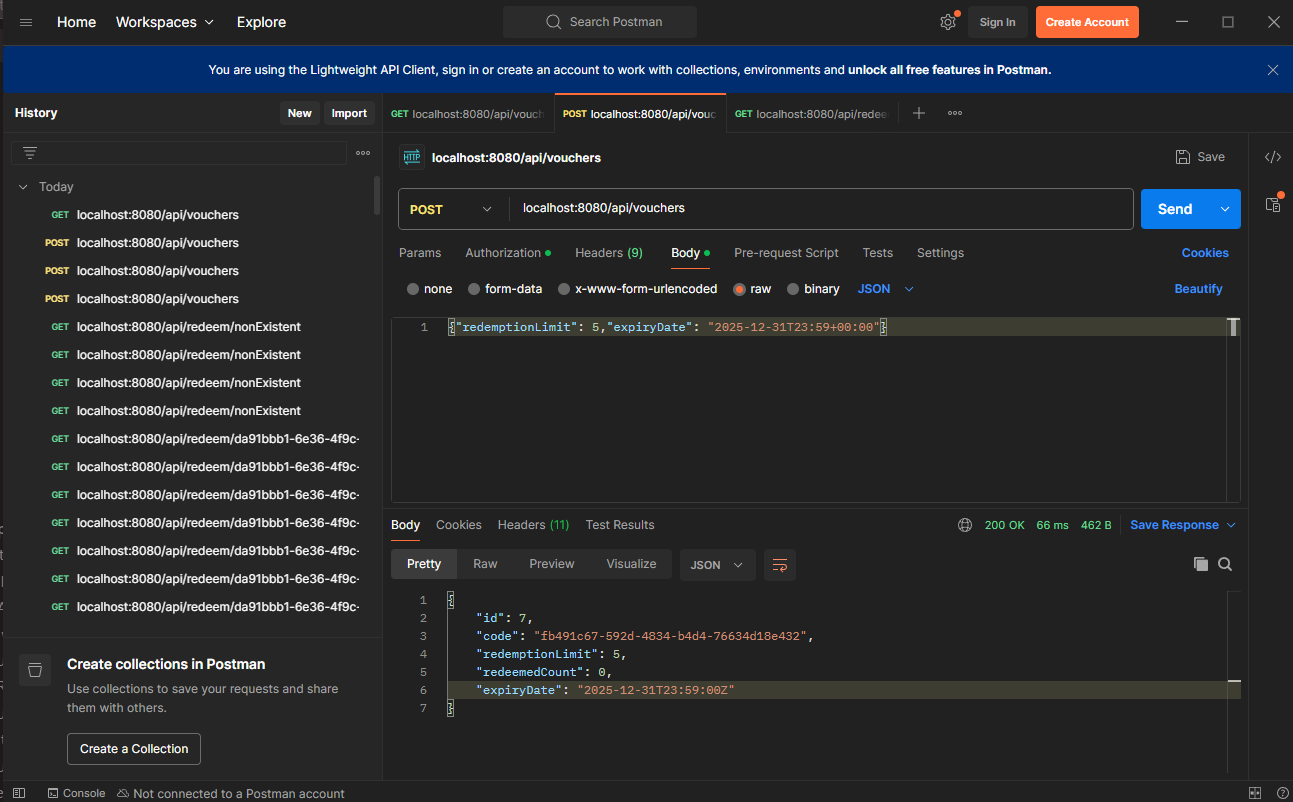 Home Workspaces Explore Search Postman Sign In Create Account
You are using the Lightweight API Client, sign in or create an account to work with collections, environments and unlock all free features in Postman.
History New Import
GET localhost:8080/api/vouch POST localhost:8080/api/vouc GET localhost:8080/api/redee
HTTP localhost:8080/api/vouchers Save
Today
GET localhost:8080/api/vouchers
POST localhost:8080/api/vouchers
POST localhost:8080/api/vouchers
POST localhost:8080/api/vouchers
GET localhost:8080/api/redeem/nonExistent
GET localhost:8080/api/redeem/nonExistent
GET localhost:8080/api/redeem/nonExistent
GET localhost:8080/api/redeem/nonExistent
GET localhost:8080/api/redeem/da91bbb1-6e36-4f9c-
GET localhost:8080/api/redeem/da91bbb1-6e36-4f9c-
GET localhost:8080/api/redeem/da91bbb1-6e36-4f9c-
GET localhost:8080/api/redeem/da91bbb1-6e36-4f9c-
GET localhost:8080/api/redeem/da91bbb1-6e36-4f9c-
GET localhost:8080/api/redeem/da91bbb1-6e36-4f9c-
GET localhost:8080/api/redeem/da91bbb1-6e36-4f9c-
Create collections in Postman
Use collections to save your requests and share
them with others.
Create a Collection
POST localhost:8080/api/vouchers Send
Params Authorization Headers (9) Body Pre-request Script Tests Settings Cookies
none form-data x-www-form-urlencoded raw binary JSON Beautify
1 {"redemptionLimit": 5,"expiryDate": "2025-12-31T23:59+00:00"}
Body Cookies Headers (11) Test Results 200 OK 66 ms 462 B Save Response
Pretty Raw Preview Visualize JSON
1 {
2 "id": 7,
3 "code": "fb491c67-592d-4834-b4d4-76634d18e432",
4 "redemptionLimit": 5,
5 "redeemedCount": 0,
6 "expiryDate": "2025-12-31T23:59:00Z"
7 }
Console Not connected to a Postman account